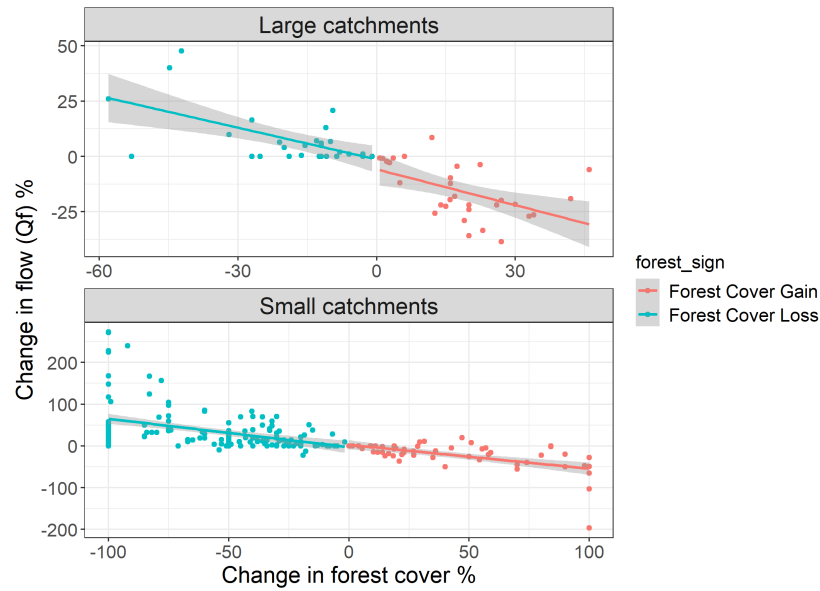 Large catchments
50
25
0
-25
-60
-30
0
30
Small catchments
200
100
0
-100
-200
-100
-50
0
50
100
Change in forest cover %
Change in flow (Qf) %
forest_sign
Forest Cover Gain
Forest Cover Loss